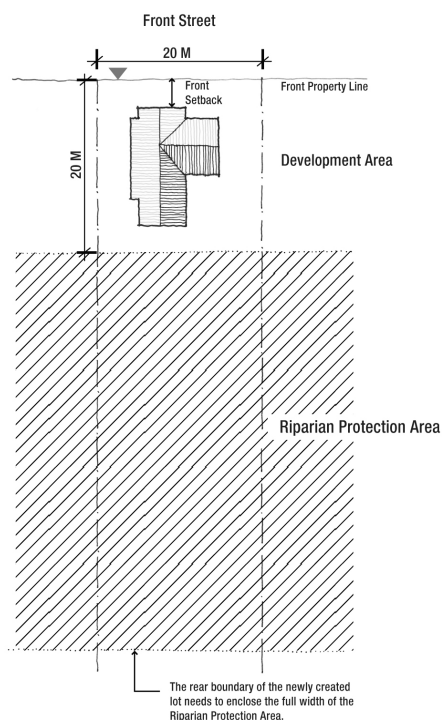 Front Street
20 M
Front
Setback
Front Property Line
20 M
Development Area
Riparian Protection Area
The rear boundary of the newly created
lot needs to enclose the full width of the
Riparian Protection Area.